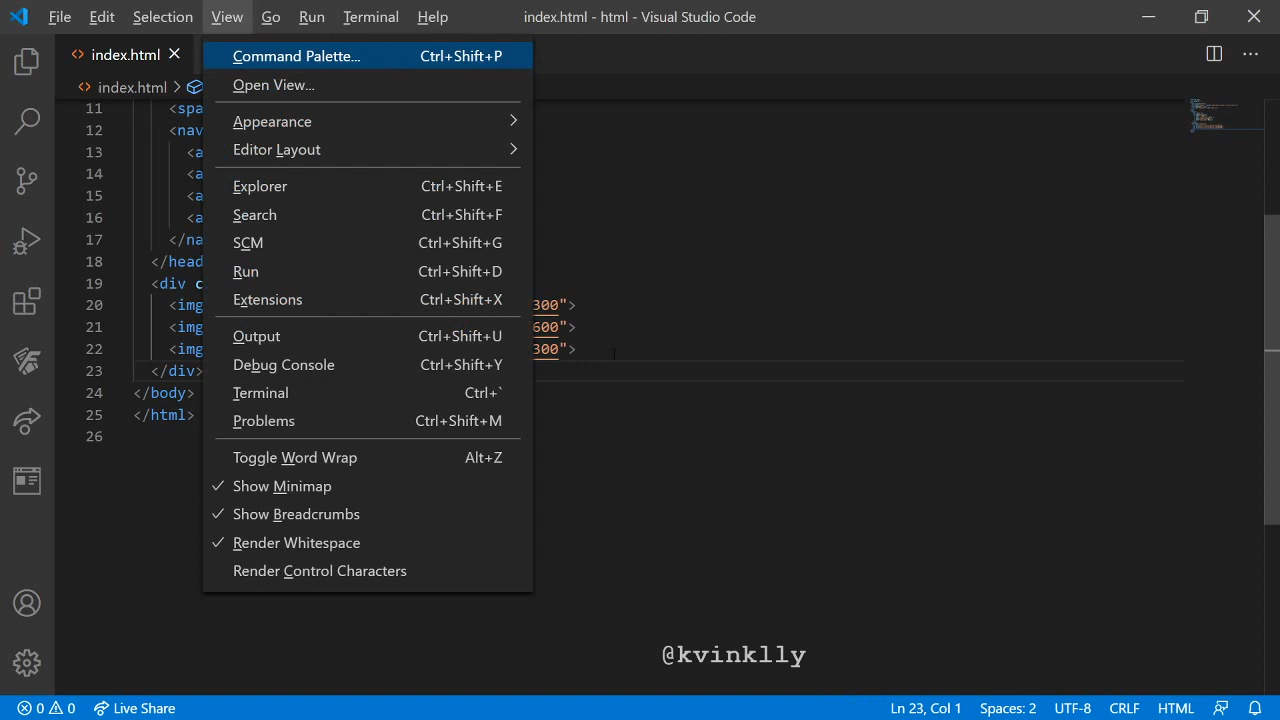 File Edit Selection View Go Run Terminal Help index.html - html - Visual Studio Code
index.html
index.html >
Command Palette... Ctrl+Shift+P
Open View...
Appearance
Editor Layout
Explorer Ctrl+Shift+E
Search Ctrl+Shift+F
SCM Ctrl+Shift+G
Run Ctrl+Shift+D
Extensions Ctrl+Shift+X
Output Ctrl+Shift+U
Debug Console Ctrl+Shift+Y
Terminal Ctrl+`
Problems Ctrl+Shift+M
Toggle Word Wrap Alt+Z
Show Minimap
Show Breadcrumbs
Render Whitespace
Render Control Characters
11 <spa
12 <nav
13 <a
14 <a
15 <a
16 <a
17 </na
18 </head
19 <div c
20 <img 300">
21 <img 600">
22 <img 300">
23 </div>
24 </body>
25 </html>
26
@kvinklly
0 0 Live Share Ln 23, Col 1 Spaces: 2 UTF-8 CRLF HTML